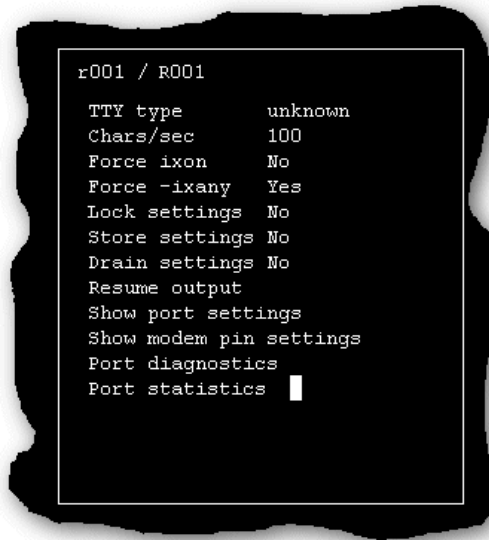 r001 / R001
TTY type unknown
Chars/sec 100
Force ixon No
Force -ixany Yes
Lock settings No
Store settings No
Drain settings No
Resume output
Show port settings
Show modem pin settings
Port diagnostics
Port statistics